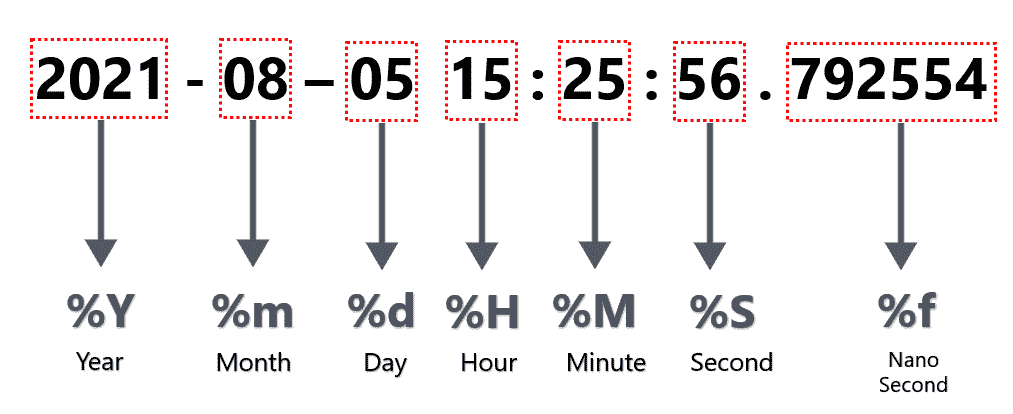 2021 - 08 – 05 15 : 25 : 56 . 792554
%Y %m %d %H %M %S %f
Year Month Day Hour Minute Second Nano
Second